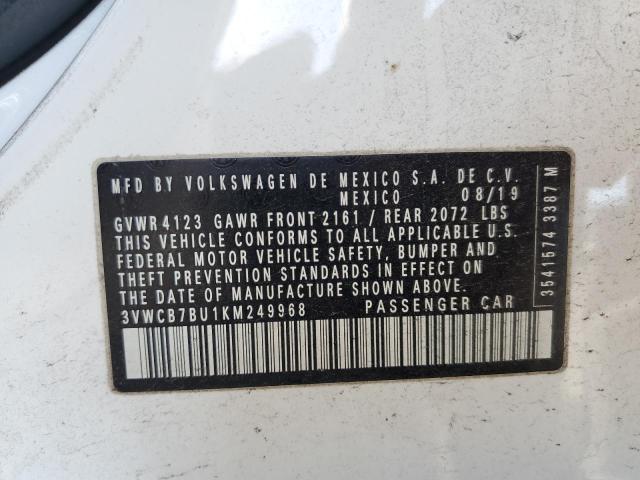 MFD BY VOLKSWAGEN DE MEXICO S.A. DE C.V.
MEXICO 08/19
GVWR 4123 GAWR FRONT 2161 / REAR 2072 LBS
THIS VEHICLE CONFORMS TO ALL APPLICABLE U.S.
FEDERAL MOTOR VEHICLE SAFETY, BUMPER AND
THEFT PREVENTION STANDARDS IN EFFECT ON
THE DATE OF MANUFACTURE SHOWN ABOVE.
3VWCB7BU1KM249968 PASSENGER CAR
3541574 3387 M